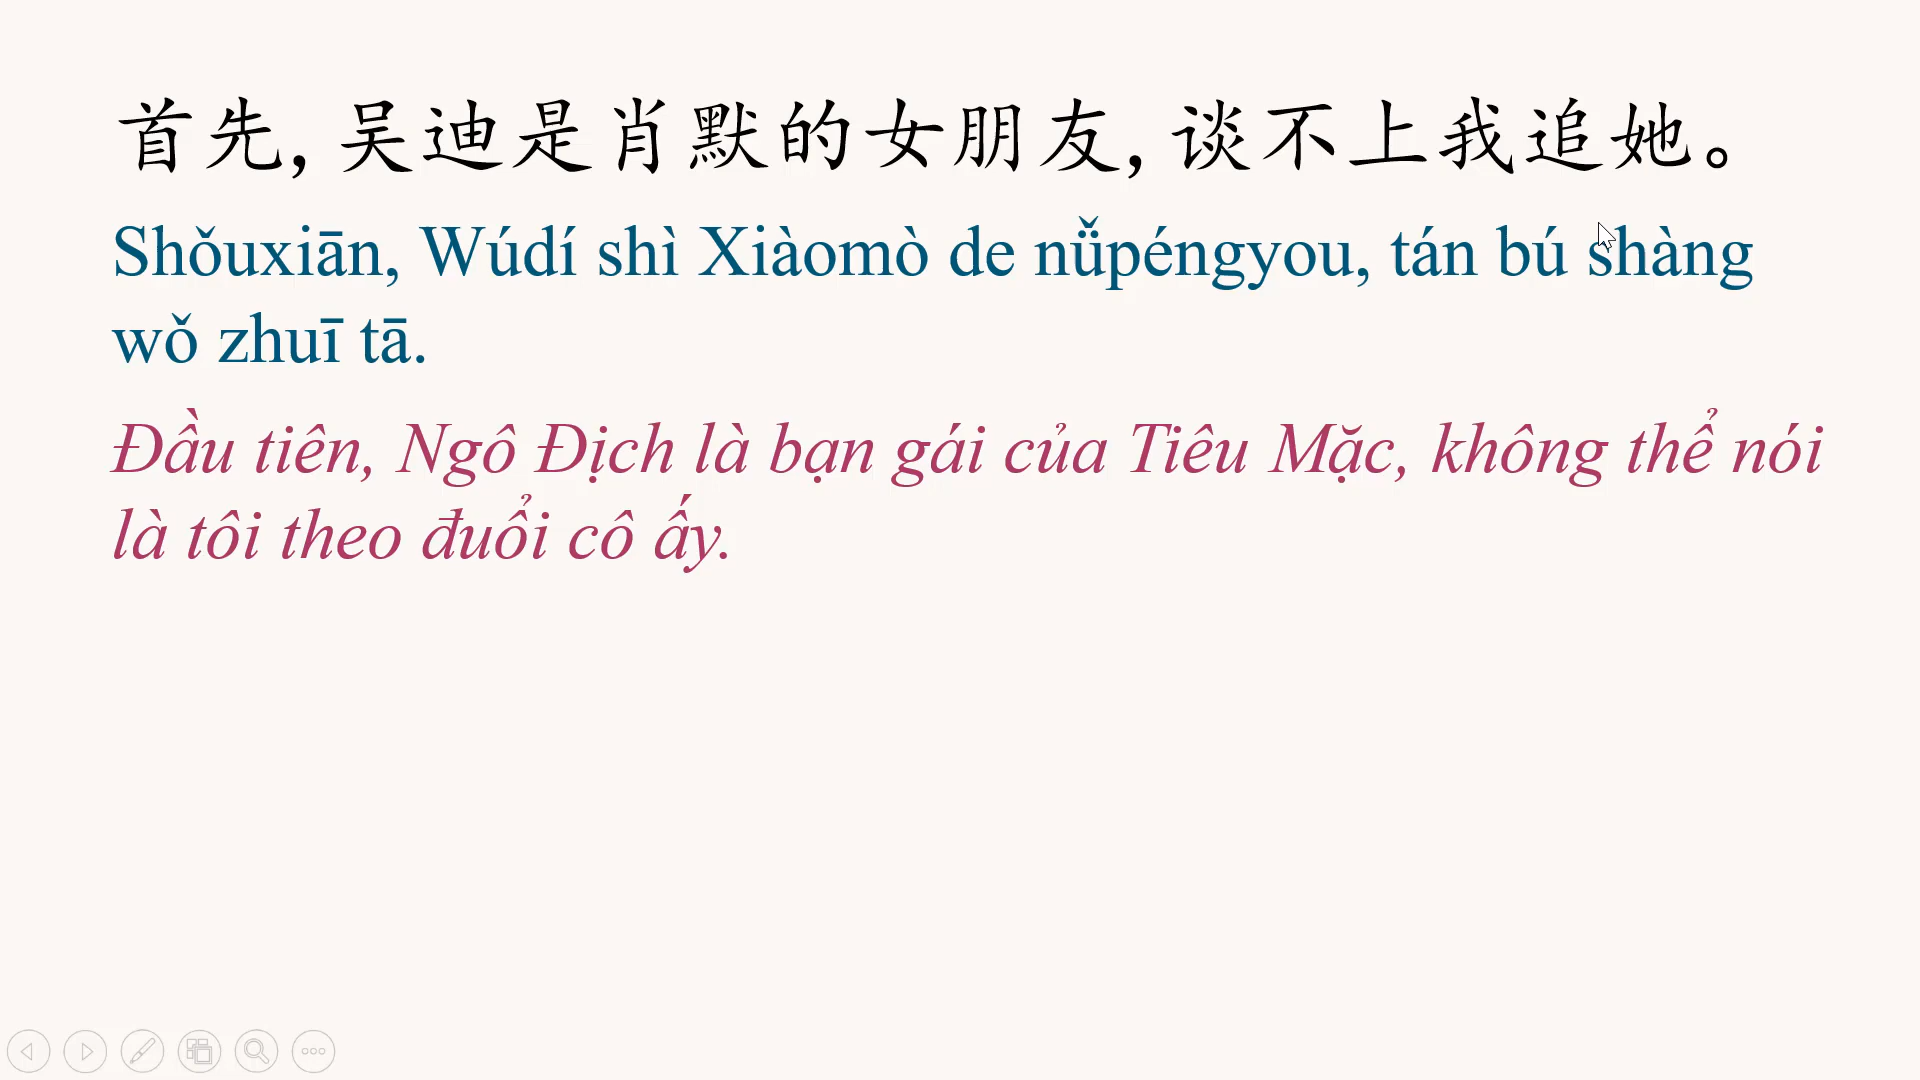 首先,吴迪是肖默的女朋友,谈不上我追她。
Shǒuxiān, Wúdí shì Xiàomò de nǚpéngyou, tán bú shàng
wǒ zhuī tā.
Đầu tiên, Ngô Địch là bạn gái của Tiêu Mặc, không thể nói
là tôi theo đuổi cô ấy.